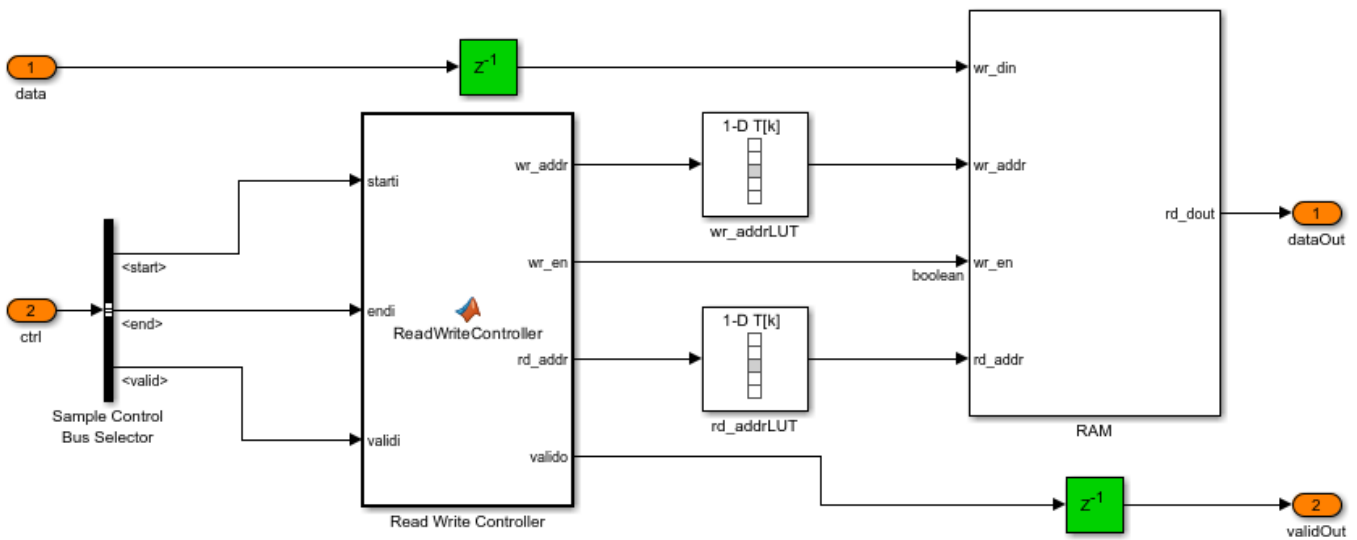 1
data
Z-1
wr_din
1-D T[k]
wr_addr
wr_addr
starti
rd_dout
1
wr_addrLUT
dataOut
<start>
wr_en
boolean
wr_en
2
ctrl
<end>
endi
ReadWriteController
1-D T[k]
rd_addr
rd_addr
<valid>
Sample Control
Bus Selector
rd_addrLUT
RAM
validi
valido
Z-1
2
Read Write Controller
validOut